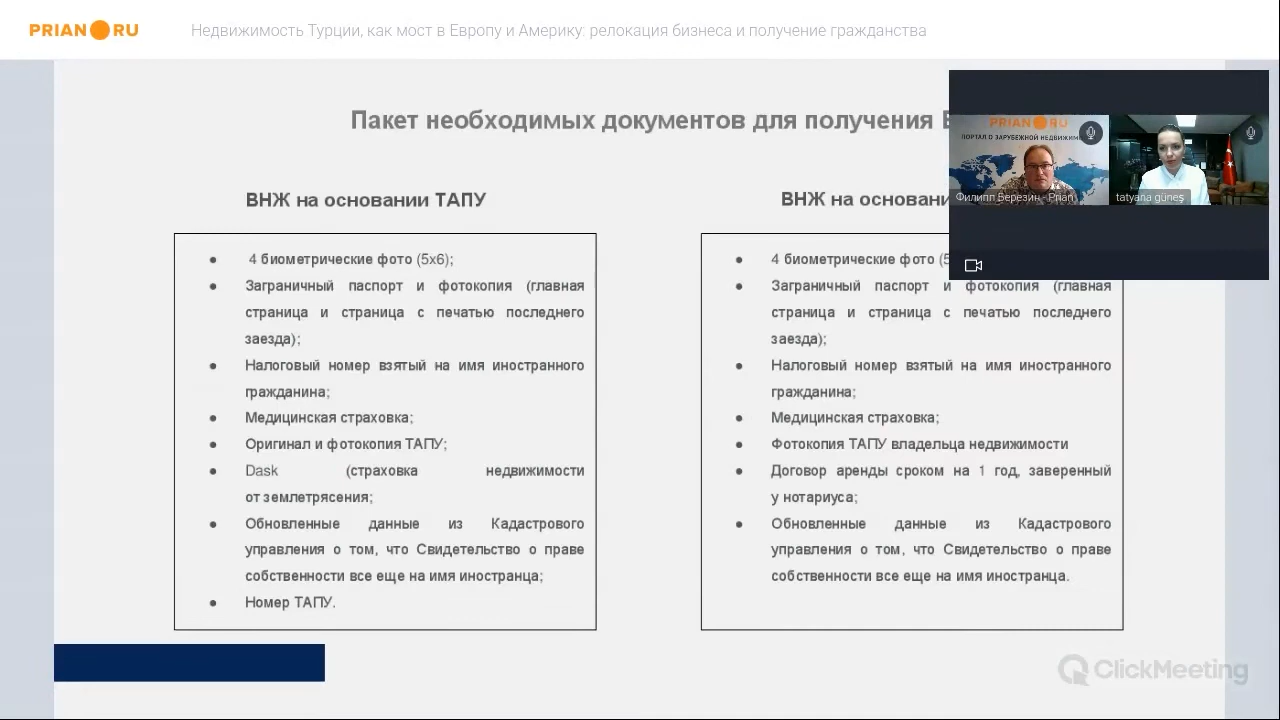 PRIAN RU
Недвижимость Турции, как мост в Европу и Америку: релокация бизнеса и получение гражданства
Пакет необходимых документов для получения
PRIAN RU
ПОРТАЛ О ЗАРУБЕЖНОЙ НЕДВИЖИМ
Филипп Березин - Prian
tatyana güneş
ВНЖ на основании ТАПУ
4 биометрические фото (5х6);
Заграничный паспорт и фотокопия (главная
страница и страница с печатью последнего
заезда);
Налоговый номер взятый на имя иностранного
гражданина;
Медицинская страховка;
Оригинал и фотокопия ТАПУ;
Dask (страховка недвижимости
от землетрясения;
Обновленные данные из Кадастрового
управления о том, что Свидетельство о праве
собственности все еще на имя иностранца;
Номер ТАПУ.
ВНЖ на основани
4 биометрические фото (5
Заграничный паспорт и фотокопия (главная
страница и страница с печатью последнего
заезда);
Налоговый номер взятый на имя иностранного
гражданина;
Медицинская страховка;
Фотокопия ТАПУ владельца недвижимости
Договор аренды сроком на 1 год, заверенный
у нотариуса;
Обновленные данные из Кадастрового
управления о том, что Свидетельство о праве
собственности все еще на имя иностранца.
ClickMeeting